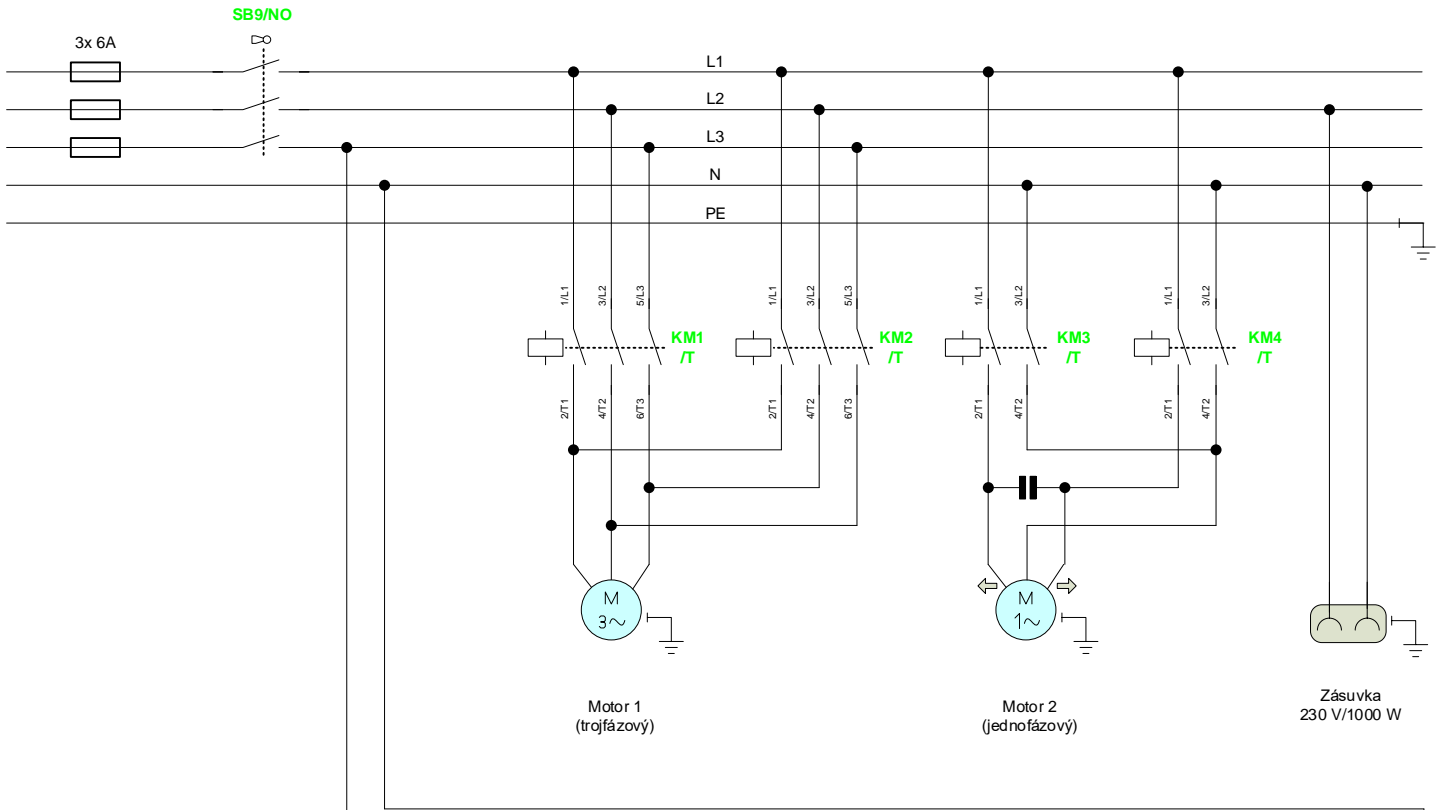 SB9/NO
3x 6A
L1
L2
L3
N
PE
1/L1
3/L2
5/L3
KM1
/T
2/T1
4/T2
6/T3
1/L1
3/L2
5/L3
KM2
/T
2/T1
4/T2
6/T3
1/L1
3/L2
KM3
/T
2/T1
4/T2
1/L1
3/L2
KM4
/T
2/T1
4/T2
M
3~
M
1~
Motor 1
(trojfázový)
Motor 2
(jednofázový)
Zásuvka
230 V/1000 W